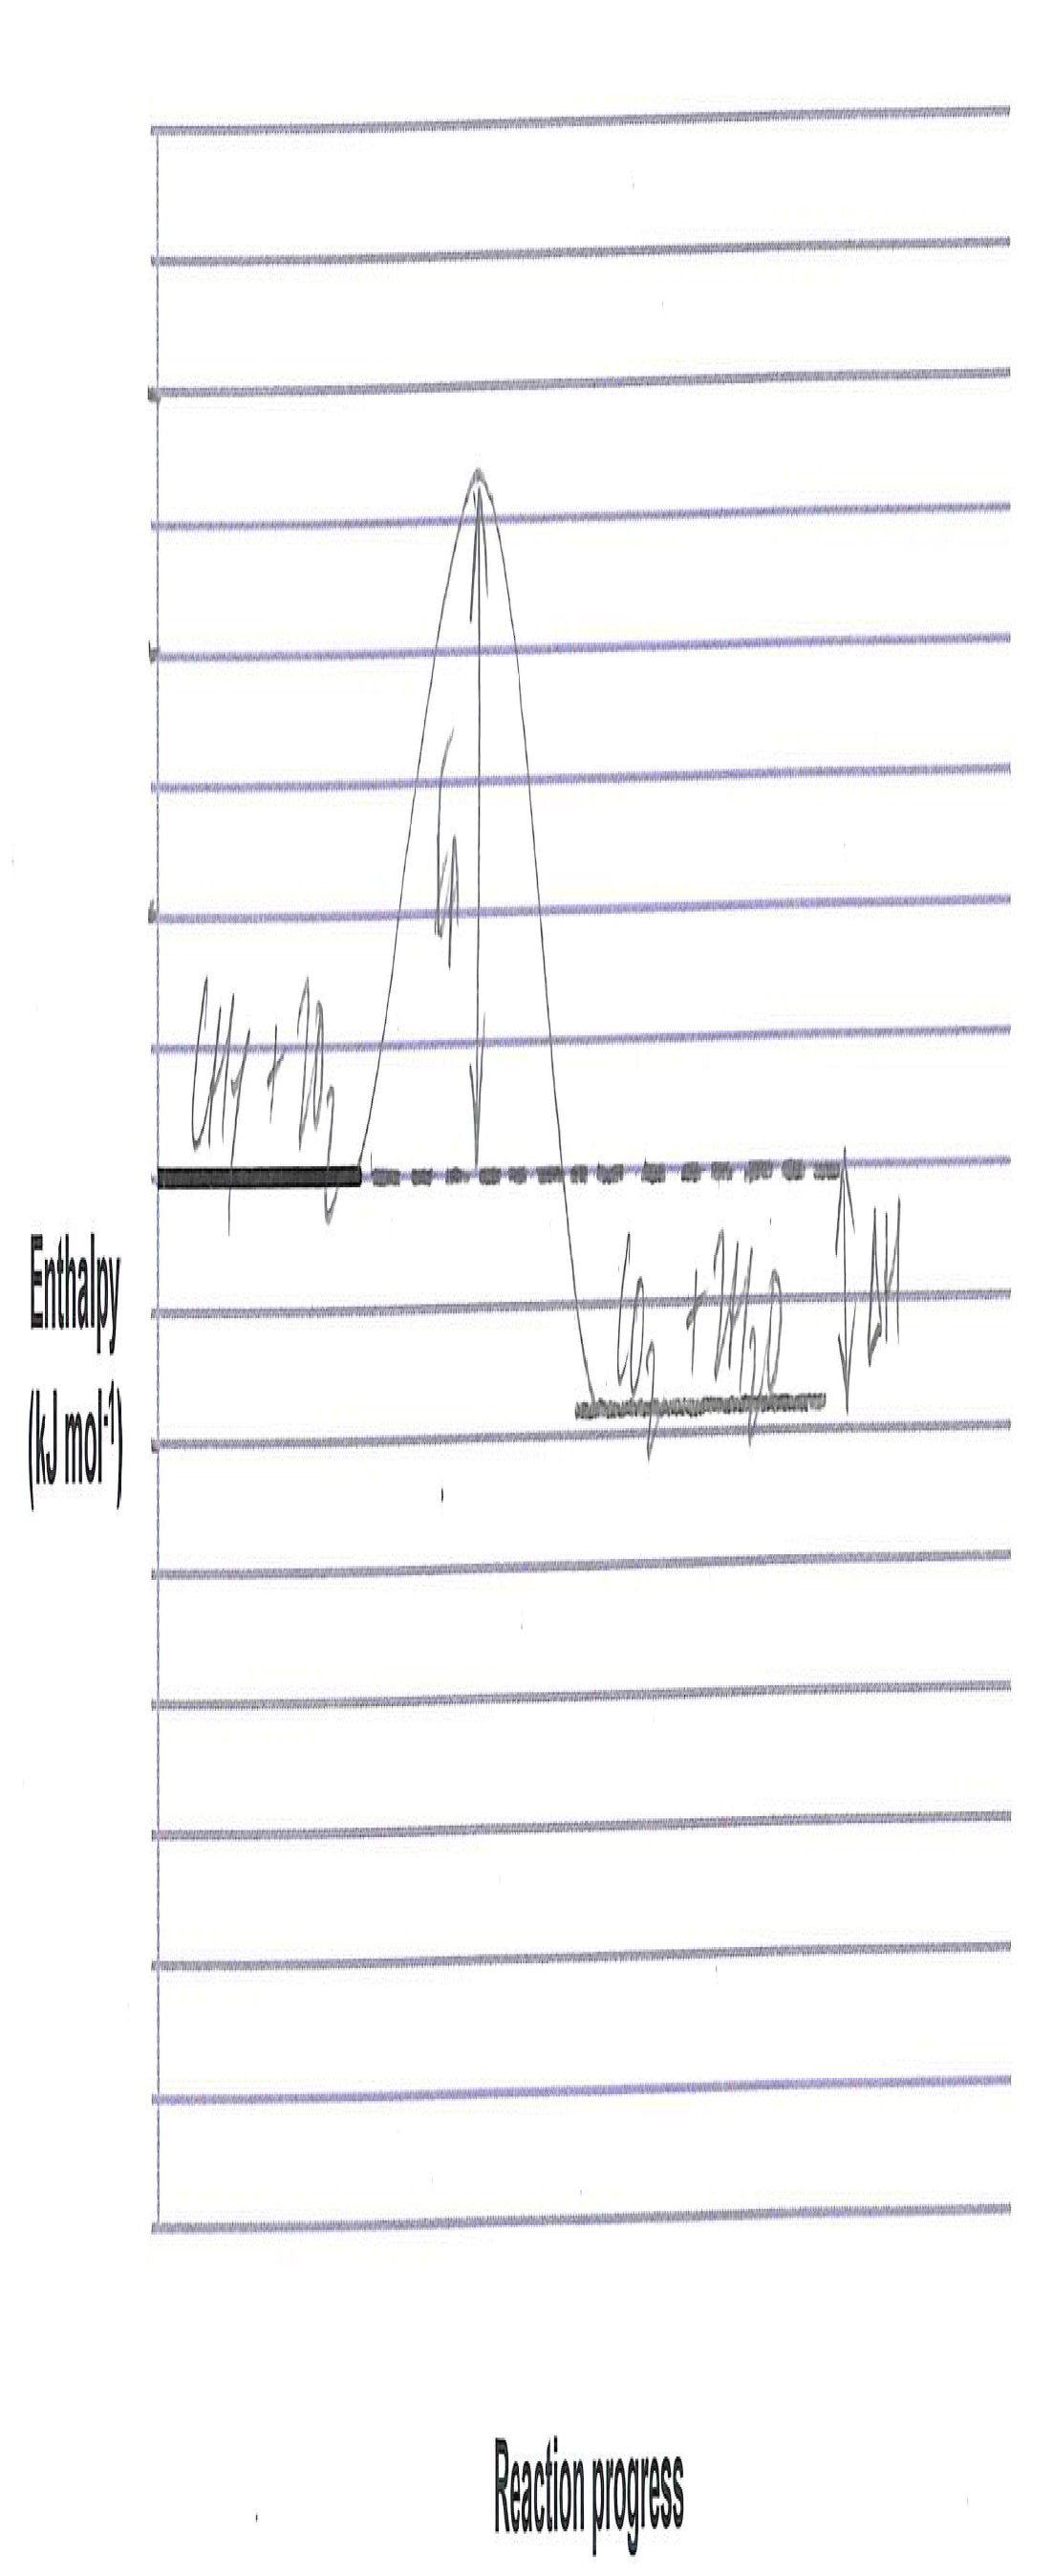 Ea
CH₄ + 2O₂
CO₂ + 2H₂O
ΔH
Enthalpy
(kJ mol⁻¹)
Reaction progress